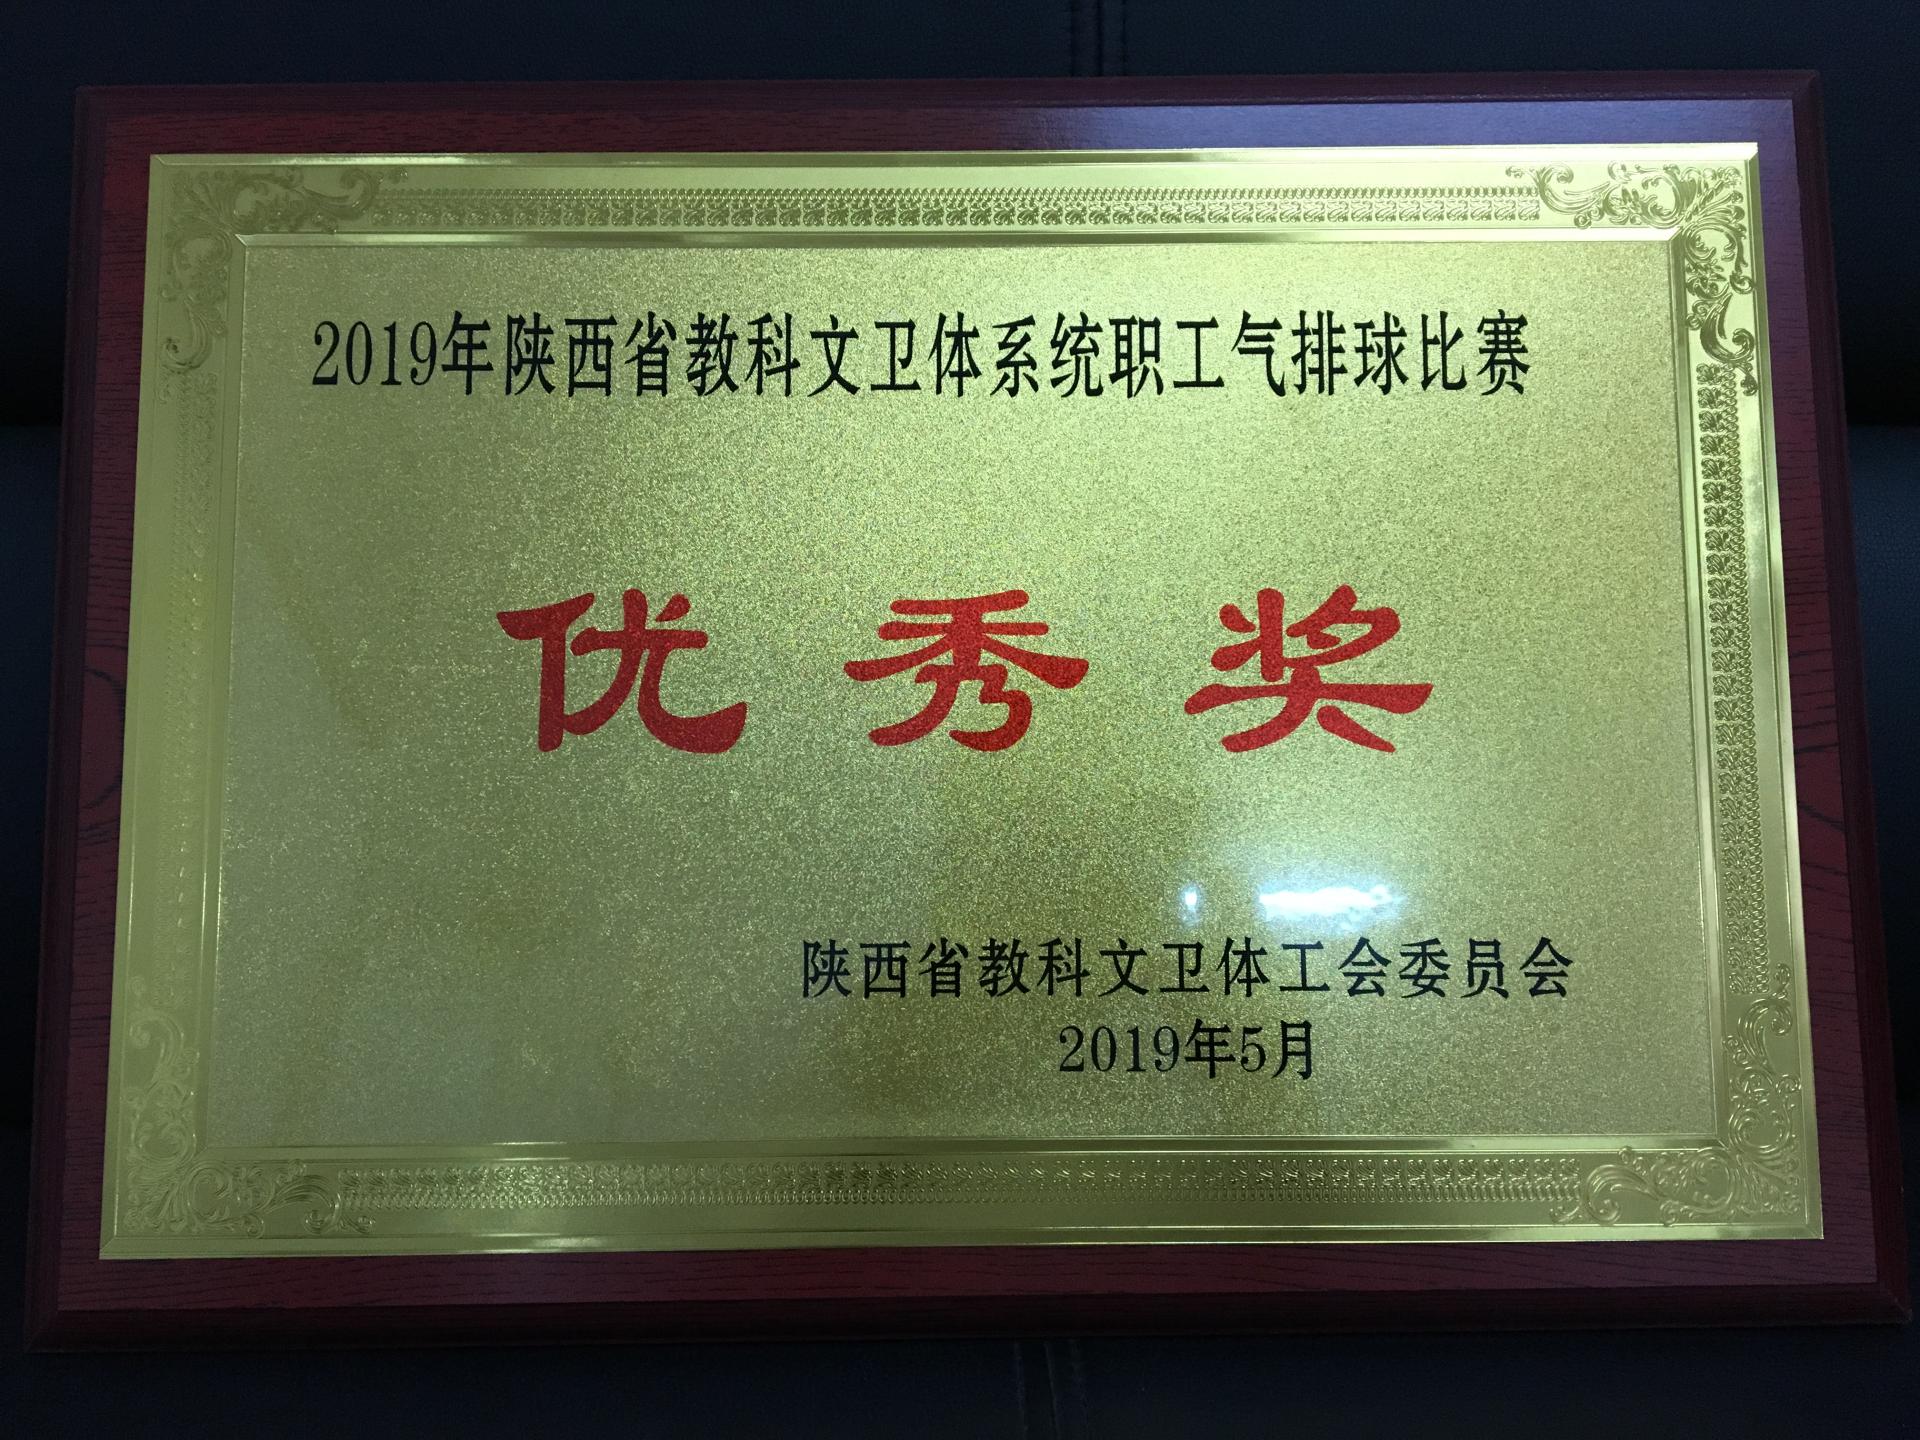 2019年陕西省教科文卫体系统职工气排球比赛
优秀奖
陕西省教科文卫体工会委员会
2019年5月